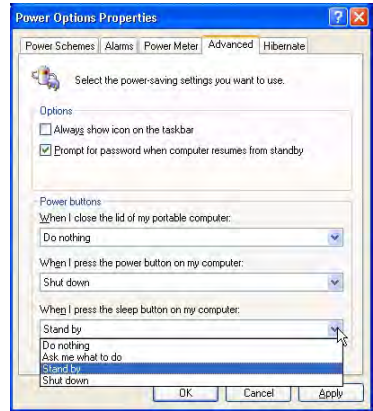 Power Options Properties
Power Schemes Alarms Power Meter Advanced Hibernate
Select the power-saving settings you want to use.
Options
Always show icon on the taskbar
Prompt for password when computer resumes from standby
Power buttons
When I close the lid of my portable computer:
Do nothing
When I press the power button on my computer:
Shut down
When I press the sleep button on my computer:
Stand by
Do nothing
Ask me what to do
Stand by
Shut down
OK Cancel Apply